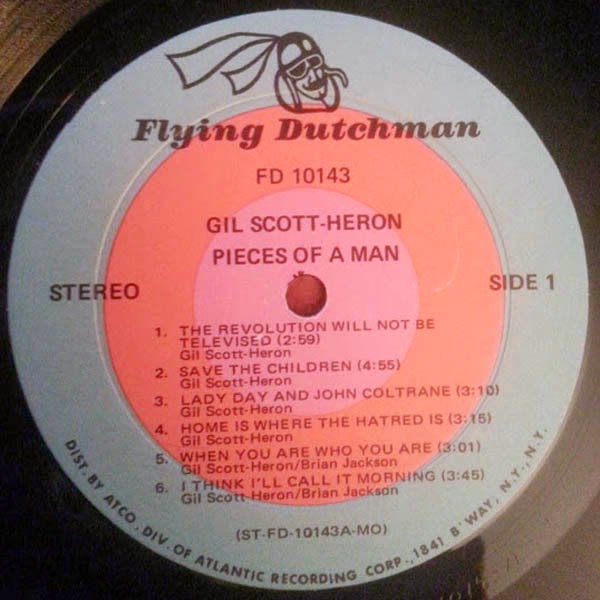 Flying Dutchman
FD 10143
GIL SCOTT-HERON
PIECES OF A MAN
STEREO
SIDE 1
1. THE REVOLUTION WILL NOT BE
TELEVISED (2:59)
Gil Scott-Heron
2. SAVE THE CHILDREN (4:55)
Gil Scott-Heron
3. LADY DAY AND JOHN COLTRANE (3:10)
Gil Scott-Heron
4. HOME IS WHERE THE HATRED IS (3:15)
Gil Scott-Heron
5. WHEN YOU ARE WHO YOU ARE (3:01)
Gil Scott-Heron/Brian Jackson
6. I THINK I'LL CALL IT MORNING (3:45)
Gil Scott-Heron/Brian Jackson
(ST-FD-10143A-MO)
DIST. BY ATCO, DIV. OF ATLANTIC RECORDING CORP., 1841 B'WAY, N.Y., N.Y.